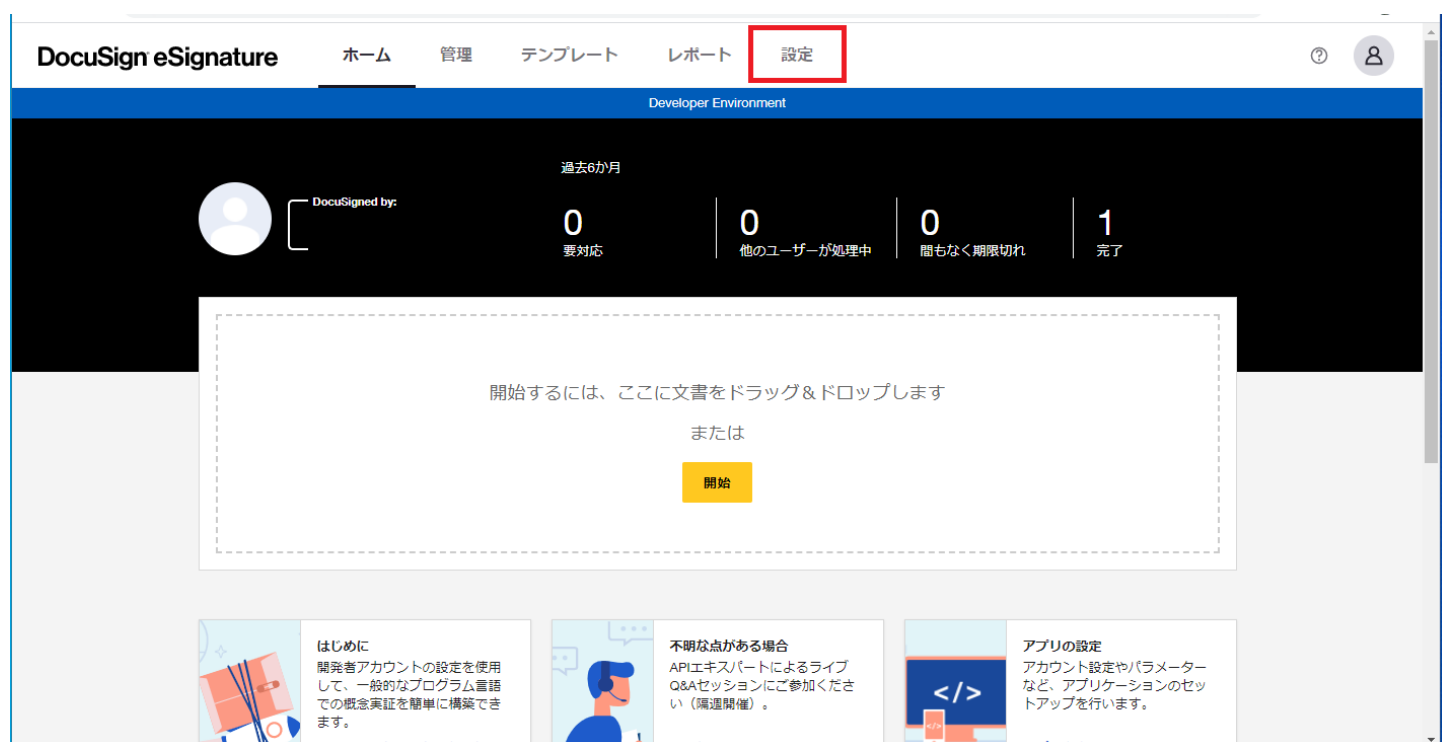 DocuSign eSignature ホーム 管理 テンプレート レポート 設定
Developer Environment
過去6か月
DocuSigned by:
0 0 0 1
要対応 他のユーザーが処理中 間もなく期限切れ 完了
開始するには、ここに文書をドラッグ＆ドロップします
または
開始
はじめに
開発者アカウントの設定を使用
して、一般的なプログラム言語
での概念実証を簡単に構築でき
ます。
不明な点がある場合
APIエキスパートによるライブ
Q&Aセッションにご参加くださ
い（隔週開催）。
</>
アプリの設定
アカウント設定やパラメーター
など、アプリケーションのセッ
トアップを行います。